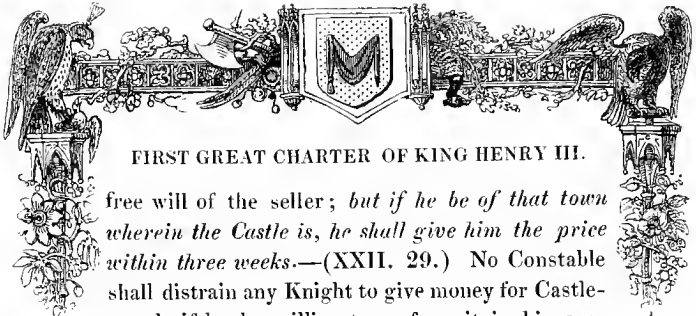 FIRST GREAT CHARTER OF KING HENRY III.
free will of the seller; but if he be of that town
wherein the Castle is, he shall give him the price
within three weeks.—(XXII. 29.) No Constable
shall distrain any Knight to give money for Castle-